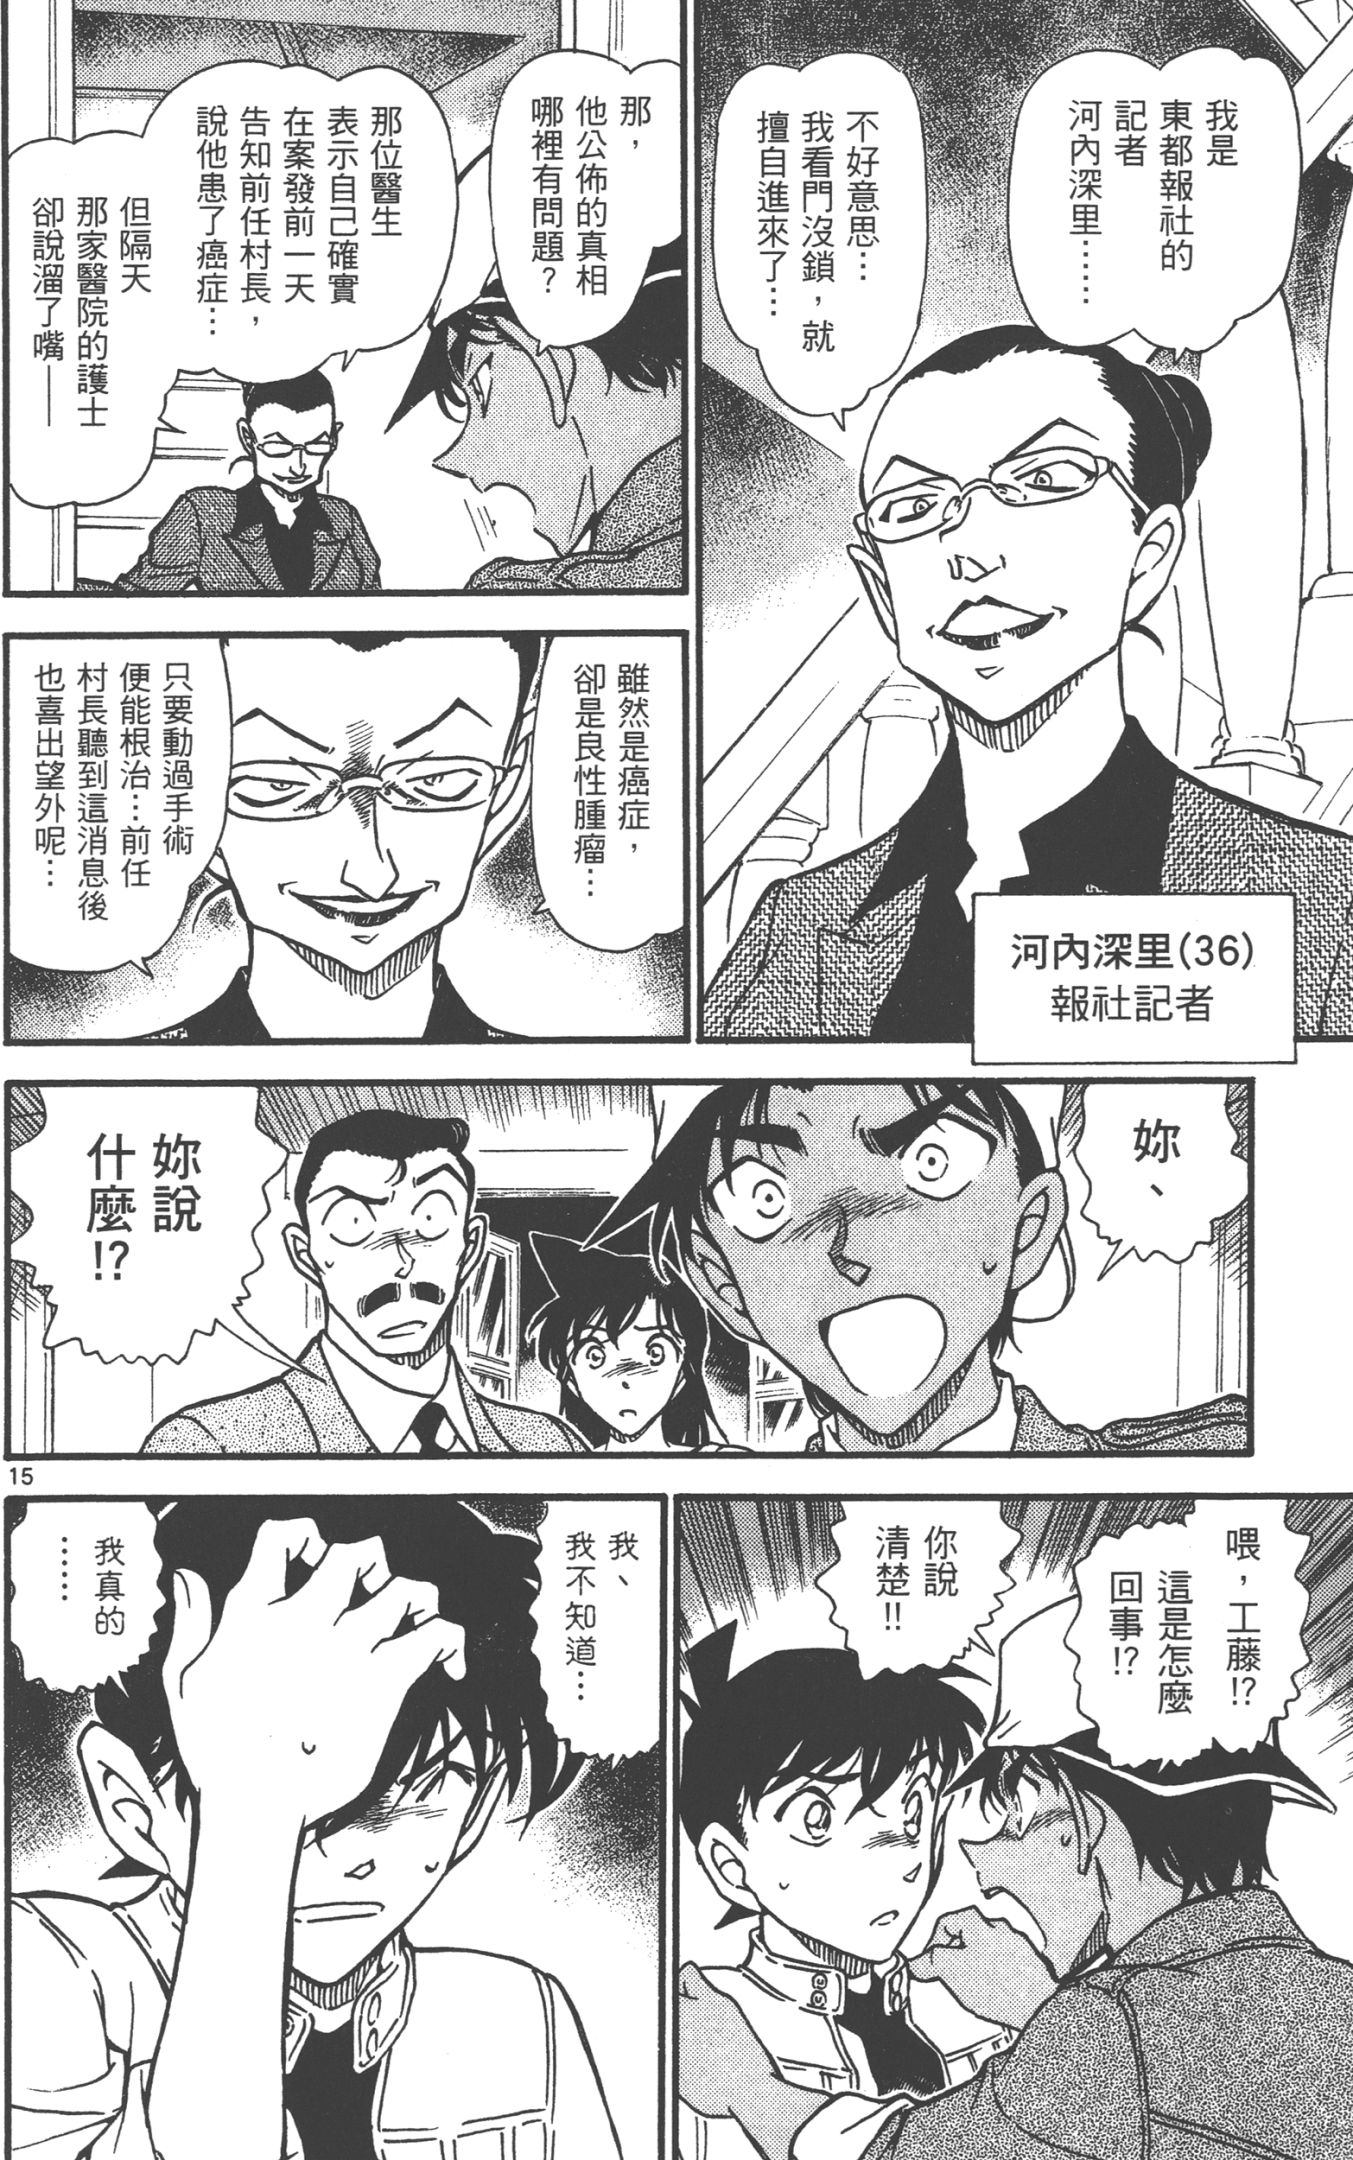 我是
東都報社的
記者
河內深里……
不好意思…
我看門沒鎖，就
擅自進來了…
河內深里(36)
報社記者
那，
他公佈的真相
哪裡有問題？
那位醫生
表示自己確實
在案發前一天
告知前任村長，
說他患了癌症…
但隔天
那家醫院的護士
卻說溜了嘴——
雖然是癌症，
卻是良性腫瘤…
只要動過手術
便能根治…前任
村長聽到這消息後
也喜出望外呢…
妳、
妳說
什麼!?
15
喂，工藤!?
這是怎麼
回事!?
你說
清楚!!
我、
我不知道…
我真的
……